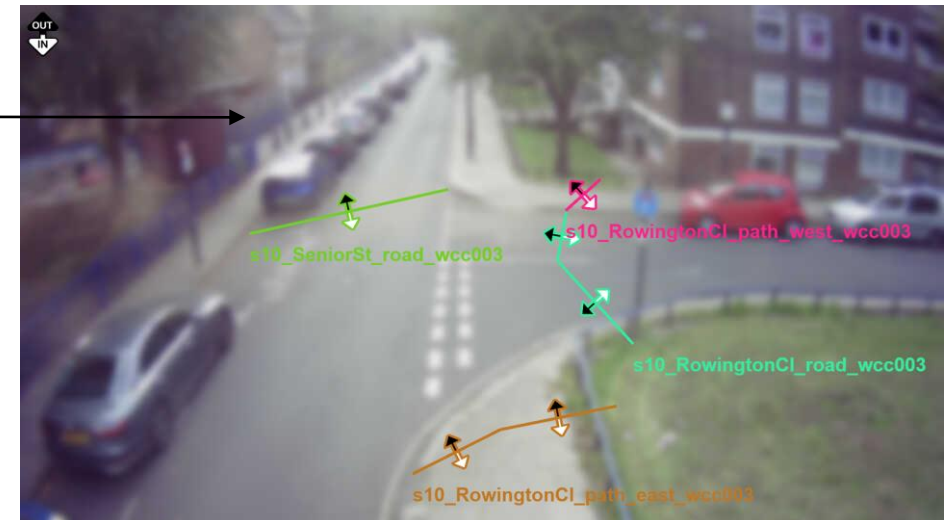 OUT
IN
s10_RowingtonCl_path_west_wcc003
s10_SeniorSt_road_wcc003
s10_RowingtonCl_road_wcc003
s10_RowingtonCl_path_east_wcc003